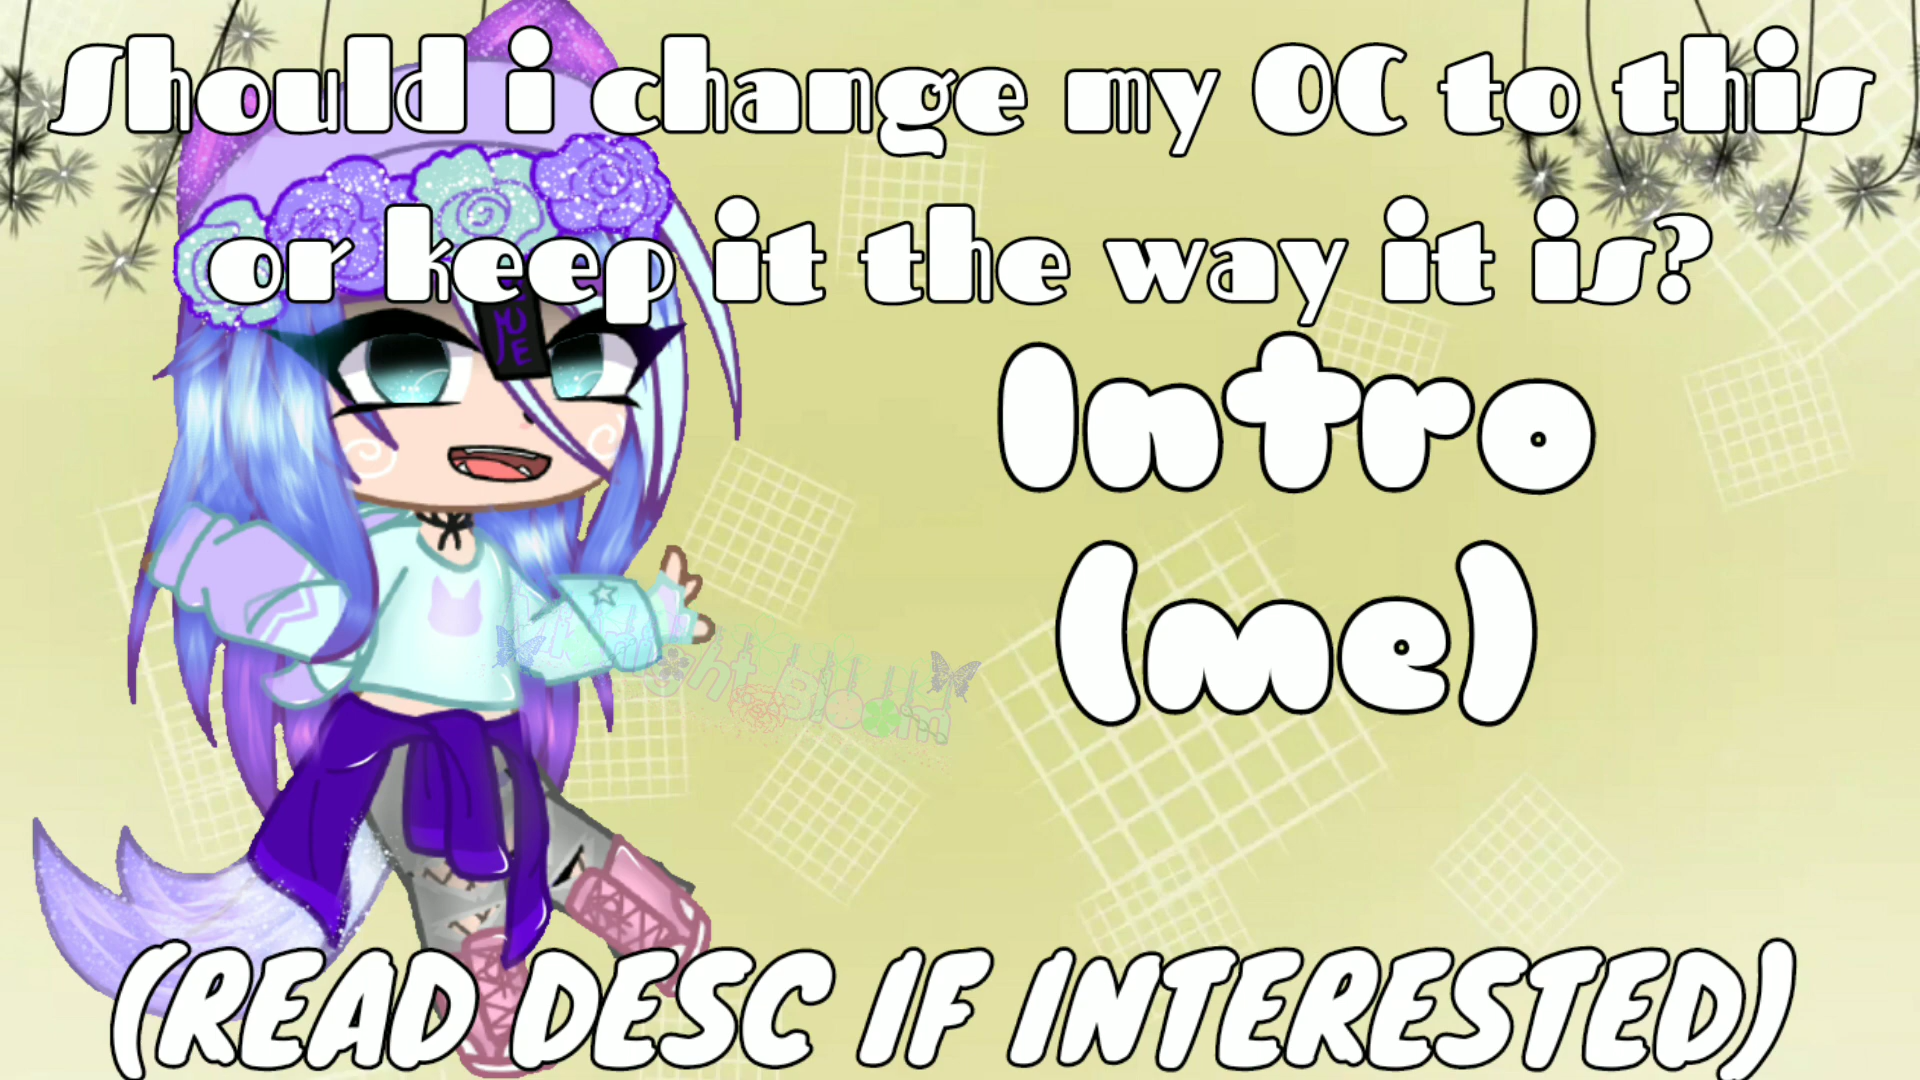 Should i change my OC to this
or keep it the way it is?
Intro
(me)
Bloom
(READ DESC IF INTERESTED)